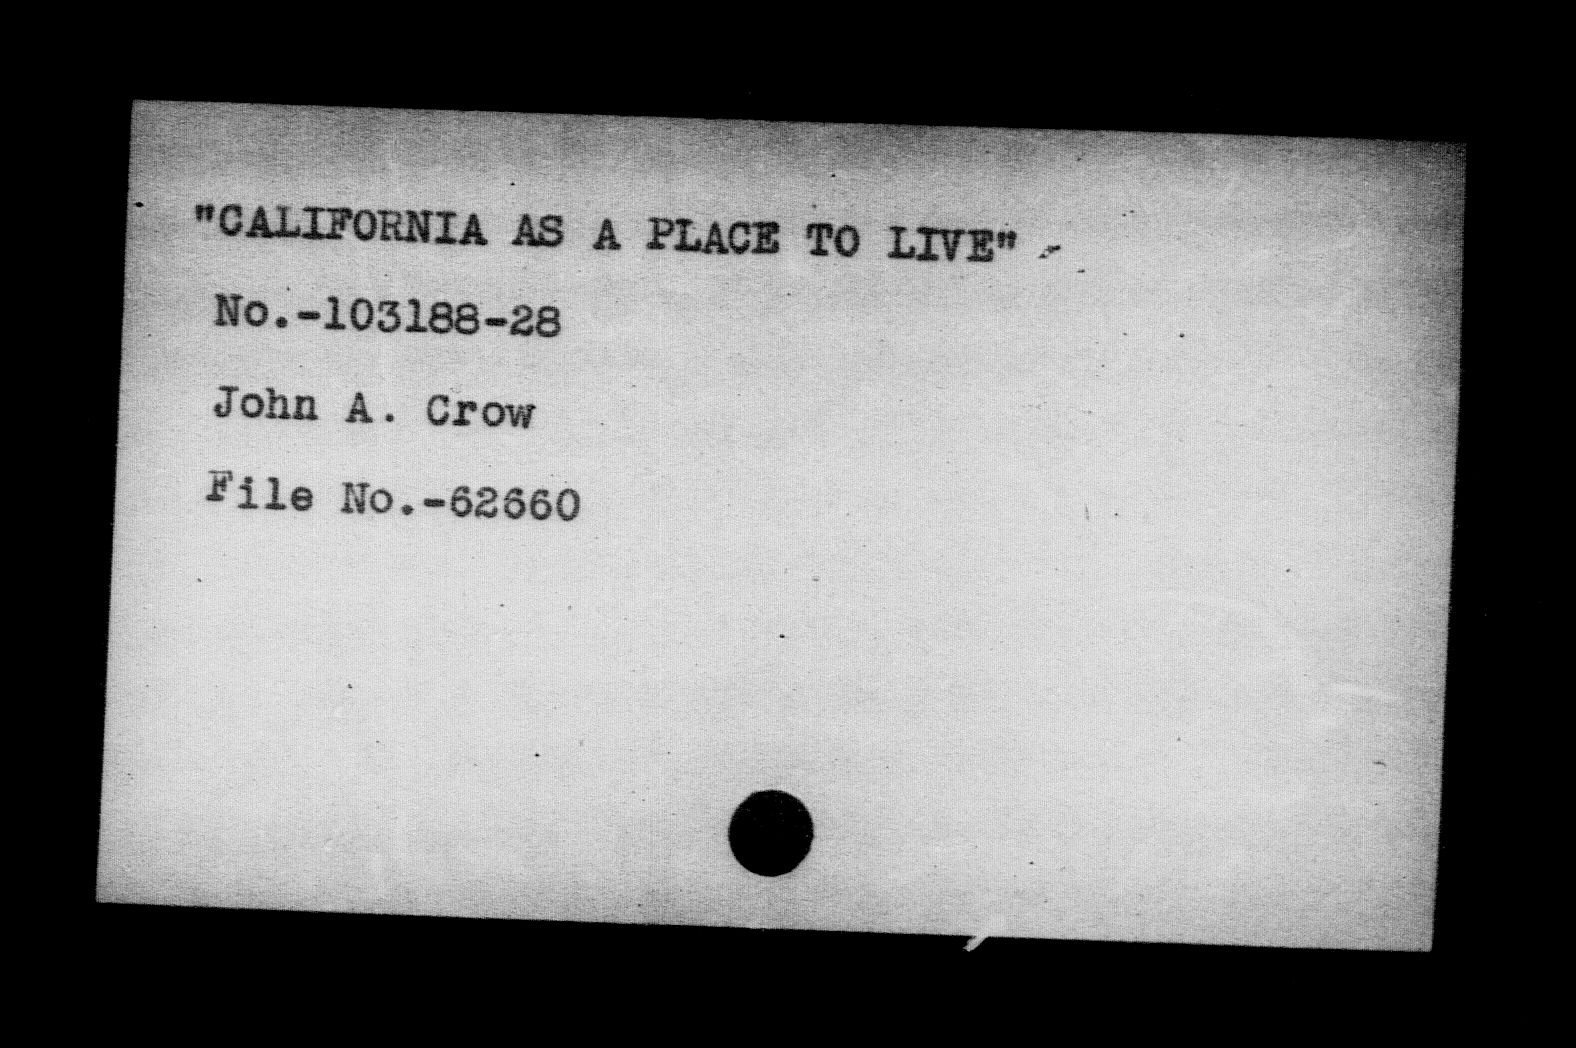 "CALIFORNIA AS A PLACE TO LIVE"
No.-103188-28
John A. Crow
File No.-62660